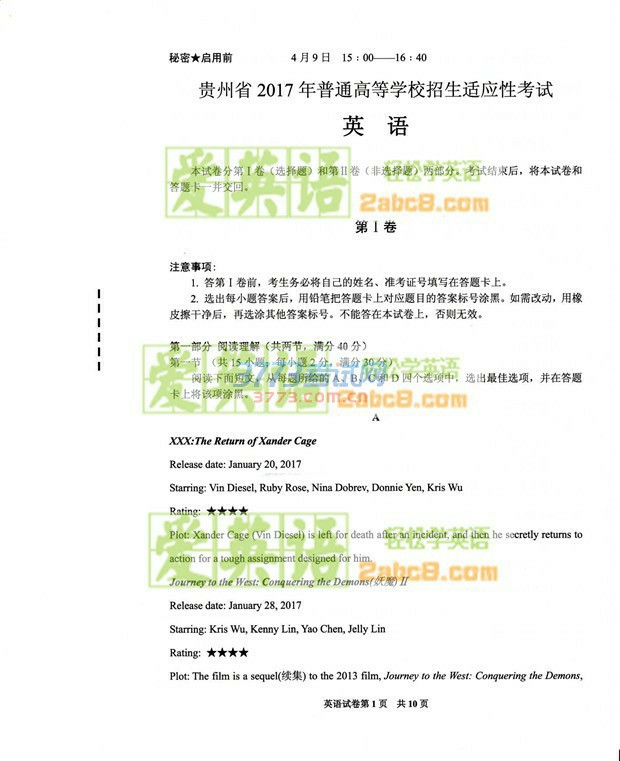 秘密★启用前 4月9日 15：00——16：40
贵州省2017年普通高等学校招生适应性考试
英 语
本试卷分第Ⅰ卷（选择题）和第Ⅱ卷（非选择题）两部分。考试结束后，将本试卷和
答题卡一并交回。
爱英语 轻松学英语
2abc8.com
第Ⅰ卷
注意事项：
1. 答第Ⅰ卷前，考生务必将自己的姓名、准考证号填写在答题卡上。
2. 选出每小题答案后，用铅笔把答题卡上对应题目的答案标号涂黑。如需改动，用橡
皮擦干净后，再选涂其他答案标号。不能答在本试卷上，否则无效。
第一部分 阅读理解（共两节，满分40分）
第一节 （共15小题；每小题2分，满分30分）
阅读下面短文，从每题所给的A、B、C和D四个选项中，选出最佳选项，并在答题
卡上将该项涂黑。
爱英语 轻松学英语
2abc8.com
3773考试网
3773.com.cn
A
XXX:The Return of Xander Cage
Release date: January 20, 2017
Starring: Vin Diesel, Ruby Rose, Nina Dobrev, Donnie Yen, Kris Wu
Rating: ★★★★
Plot: Xander Cage (Vin Diesel) is left for death after an incident, and then he secretly returns to
action for a tough assignment designed for him.
爱英语 轻松学英语
2abc8.com
Journey to the West: Conquering the Demons(妖魔)Ⅱ
Release date: January 28, 2017
Starring: Kris Wu, Kenny Lin, Yao Chen, Jelly Lin
Rating: ★★★★
Plot: The film is a sequel(续集) to the 2013 film, Journey to the West: Conquering the Demons,
英语试卷第1页 共10页